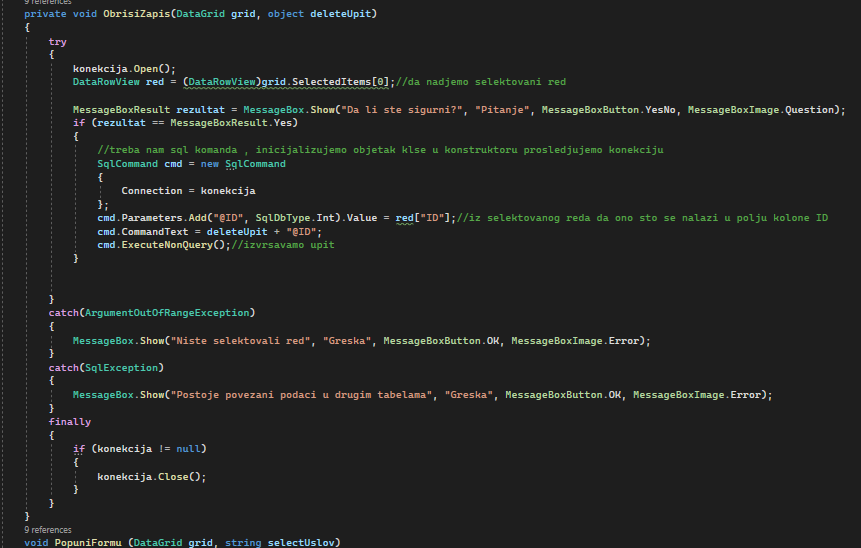 9 references
private void ObrisiZapis(DataGrid grid, object deleteUpit)
{
try
{
konekcija.Open();
DataRowView red = (DataRowView)grid.SelectedItems[0];//da nadjemo selektovani red
MessageBoxResult rezultat = MessageBox.Show("Da li ste sigurni?", "Pitanje", MessageBoxButton.YesNo, MessageBoxImage.Question);
if (rezultat == MessageBoxResult.Yes)
{
//treba nam sql komanda , inicijalizujemo objetak klse u konstruktoru prosledjujemo konekciju
SqlCommand cmd = new SqlCommand
{
Connection = konekcija
};
cmd.Parameters.Add("@ID", SqlDbType.Int).Value = red["ID"];//iz selektovanog reda da ono sto se nalazi u polju kolone ID
cmd.CommandText = deleteUpit + "@ID";
cmd.ExecuteNonQuery();//izvrsavamo upit
}
}
catch(ArgumentOutOfRangeException)
{
MessageBox.Show("Niste selektovali red", "Greska", MessageBoxButton.OK, MessageBoxImage.Error);
}
catch(SqlException)
{
MessageBox.Show("Postoje povezani podaci u drugim tabelama", "Greska", MessageBoxButton.OK, MessageBoxImage.Error);
}
finally
{
if (konekcija != null)
{
konekcija.Close();
}
}
}
9 references
void PopuniFormu (DataGrid grid, string selectUslov)